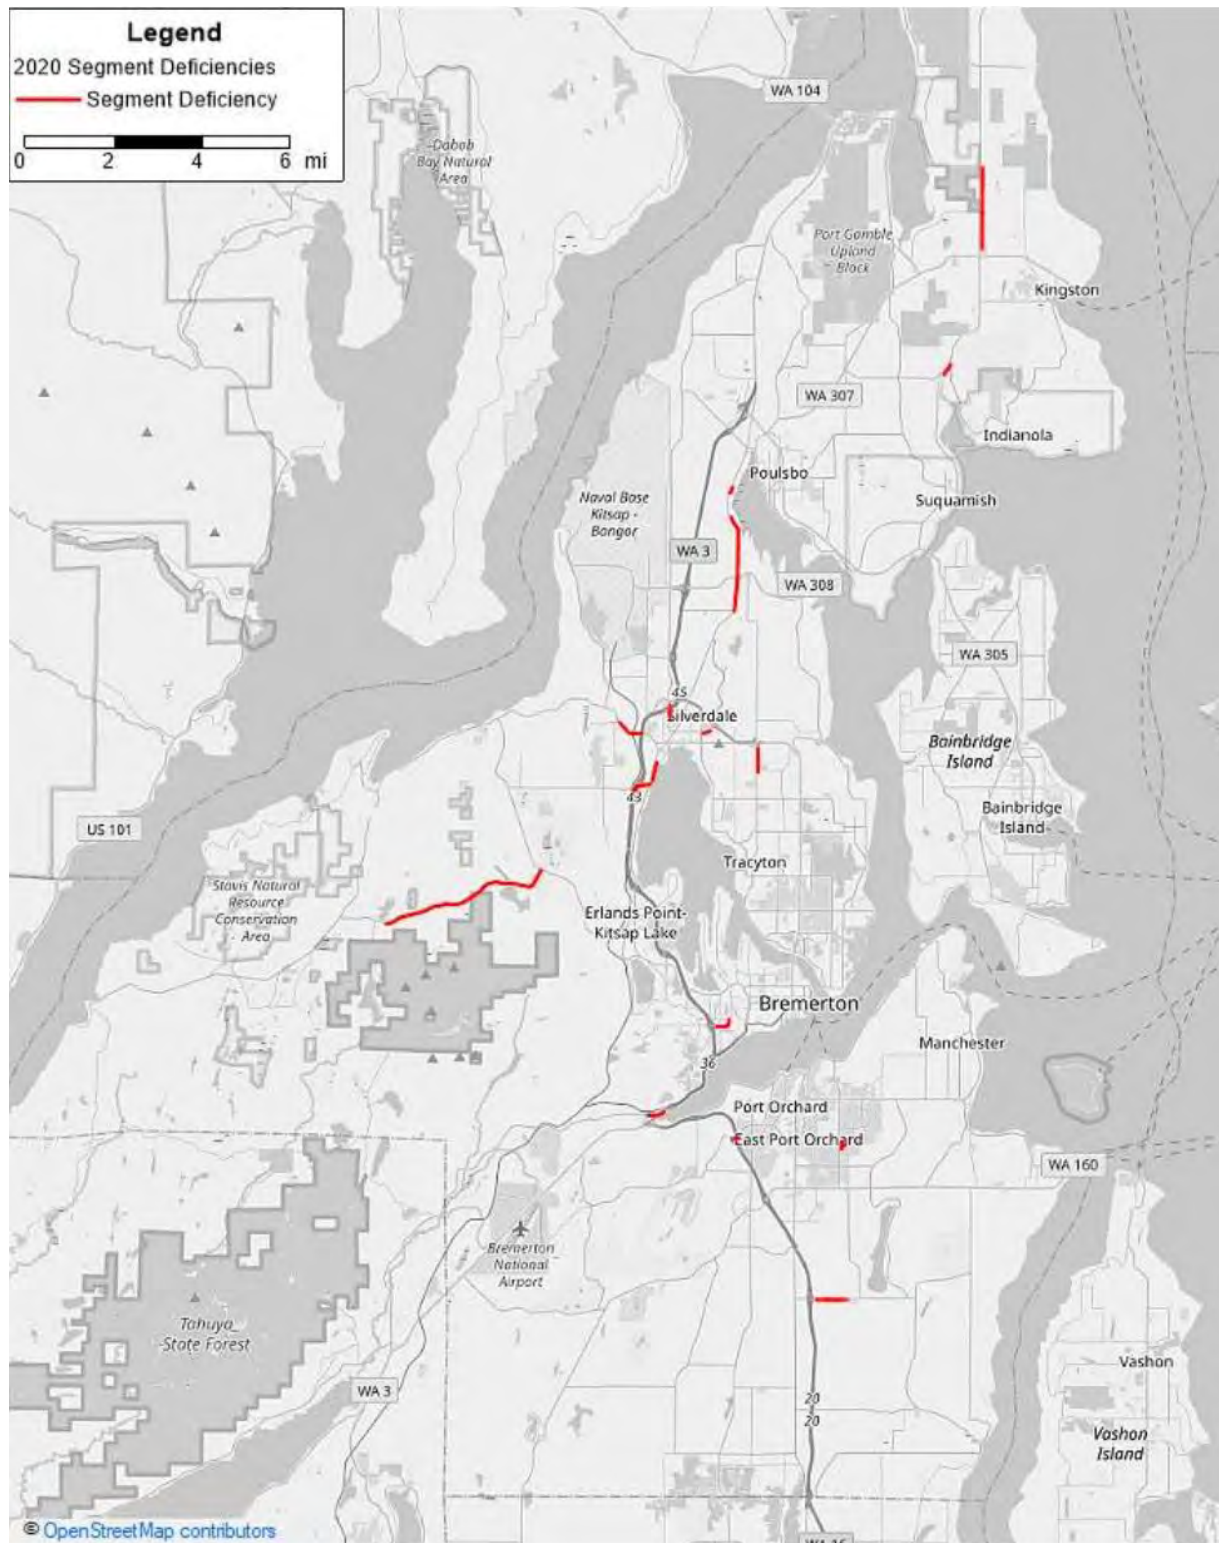 Legend
2020 Segment Deficiencies
Segment Deficiency
0 2 4 6 mi
WA 104
Dabob
Bay Natural
Area
Port Gamble
Upland
Block
Kingston
WA 307
Indianola
Poulsbo
Naval Base
Kitsap -
Bangor
Suquamish
WA 3
WA 308
WA 305
45
Silverdale
Bainbridge
Island
43
Bainbridge
Island
US 101
Tracyton
Stavis Natural
Resource
Conservation
Area
Erlands Point-
Kitsap Lake
Bremerton
Manchester
36
Port Orchard
East Port Orchard
WA 160
Bremerton
National
Airport
Tahuya
State Forest
Vashon
WA 3
20
20
Vashon
Island
© OpenStreetMap contributors
WA 16